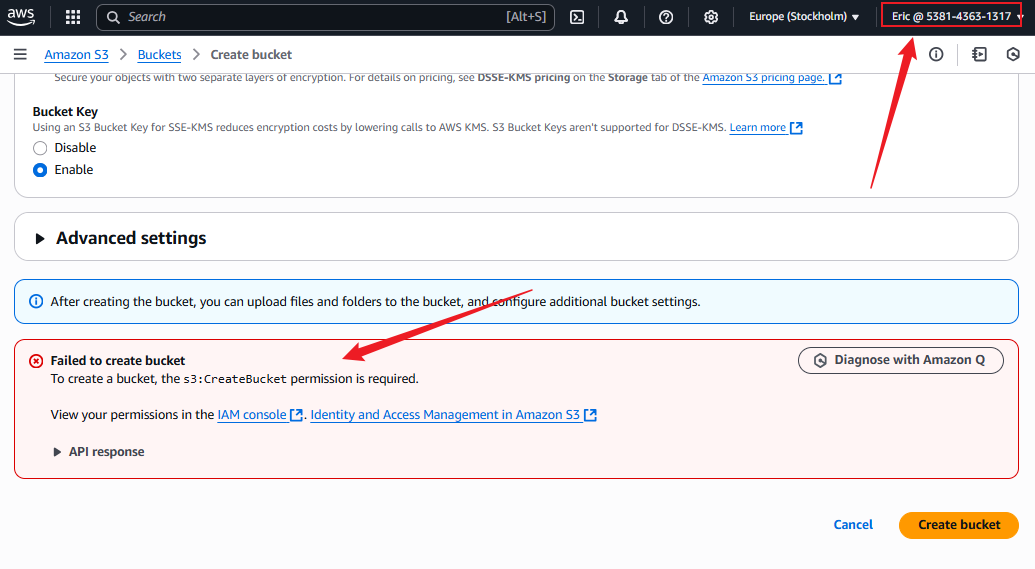 aws
Search [Alt+S] Europe (Stockholm) Eric @ 5381-4363-1317
Amazon S3 Buckets Create bucket
Secure your objects with two separate layers of encryption. For details on pricing, see DSSE-KMS pricing on the Storage tab of the Amazon S3 pricing page.
Bucket Key
Using an S3 Bucket Key for SSE-KMS reduces encryption costs by lowering calls to AWS KMS. S3 Bucket Keys aren't supported for DSSE-KMS. Learn more
Disable
Enable
Advanced settings
After creating the bucket, you can upload files and folders to the bucket, and configure additional bucket settings.
Failed to create bucket
Diagnose with Amazon Q
To create a bucket, the s3:CreateBucket permission is required.
View your permissions in the IAM console. Identity and Access Management in Amazon S3
API response
Cancel Create bucket